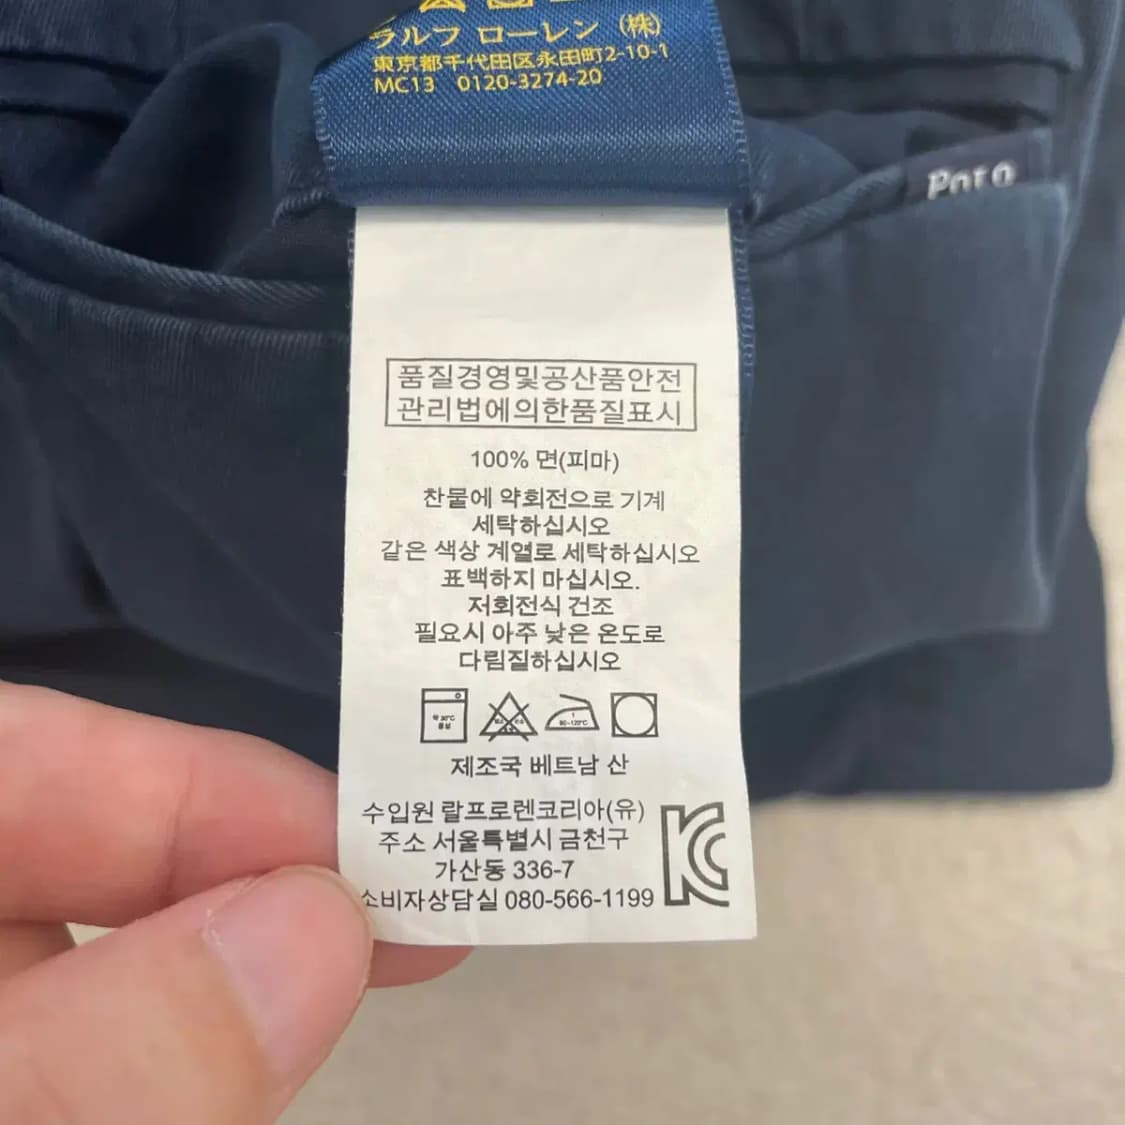 ラルフ ローレン (株)
東京都千代田区永田町2-10-1
MC13 0120-3274-20
Polo
품질경영및공산품안전
관리법에의한품질표시
100% 면(피마)
찬물에 약회전으로 기계
세탁하십시오
같은 색상 계열로 세탁하십시오
표백하지 마십시오.
저회전식 건조
필요시 아주 낮은 온도로
다림질하십시오
약 30℃
중성
80-120℃
제조국 베트남 산
수입원 랄프로렌코리아(유)
주소 서울특별시 금천구
가산동 336-7
소비자상담실 080-566-1199